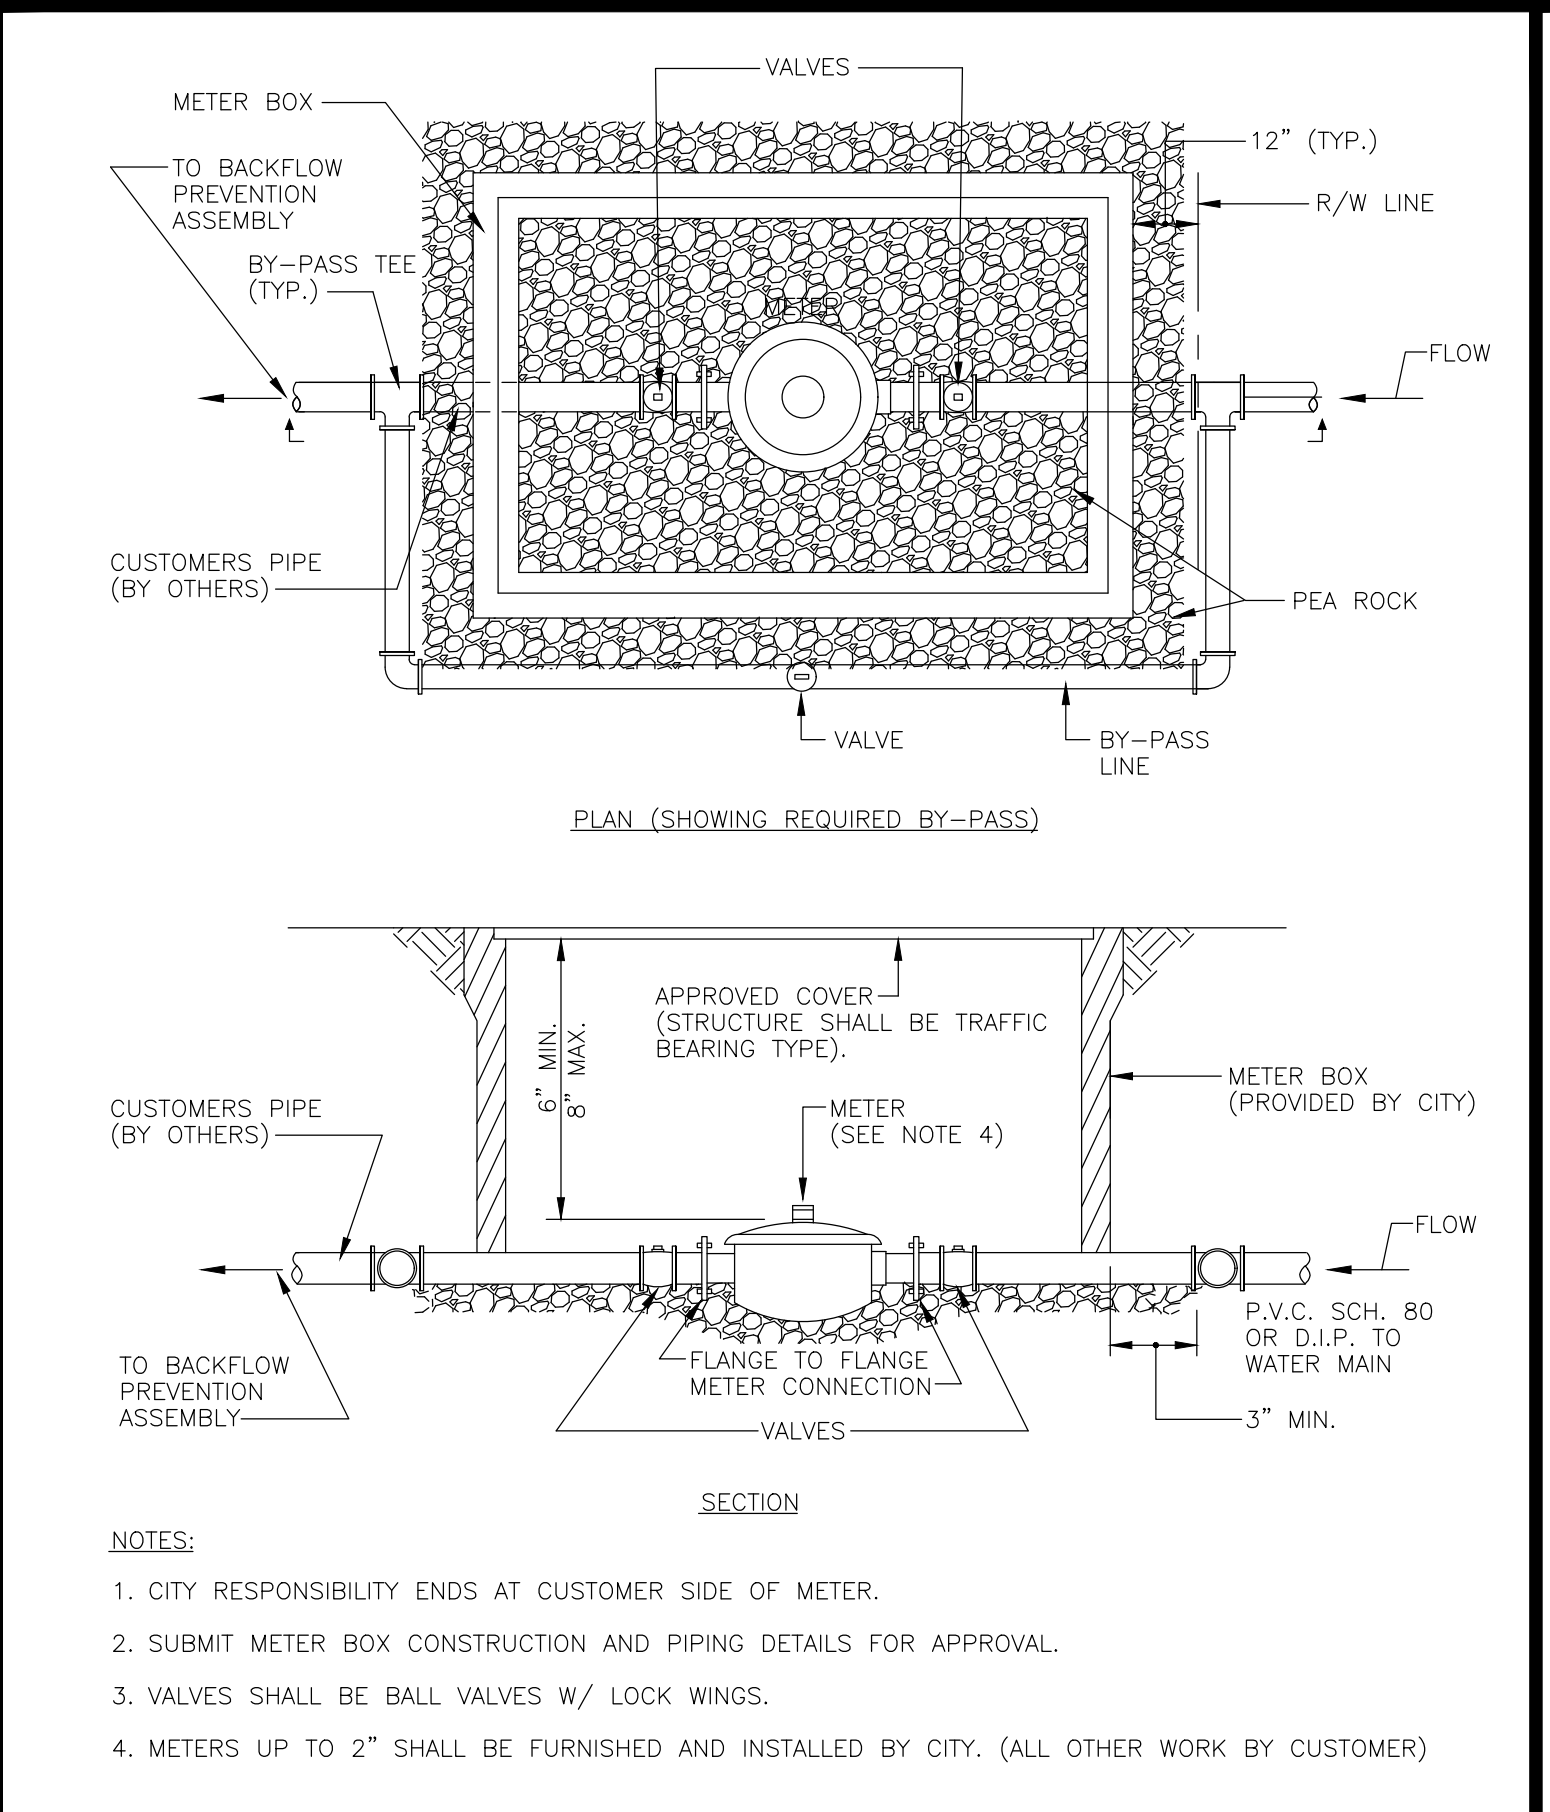 VALVES
METER BOX
12" (TYP.)
TO BACKFLOW
PREVENTION
ASSEMBLY
R/W LINE
BY-PASS TEE
(TYP.)
METER
FLOW
CUSTOMERS PIPE
(BY OTHERS)
PEA ROCK
VALVE
BY-PASS
LINE
PLAN (SHOWING REQUIRED BY-PASS)
APPROVED COVER
(STRUCTURE SHALL BE TRAFFIC
BEARING TYPE).
6" MIN.
8" MAX.
METER BOX
(PROVIDED BY CITY)
CUSTOMERS PIPE
(BY OTHERS)
METER
(SEE NOTE 4)
FLOW
P.V.C. SCH. 80
OR D.I.P. TO
WATER MAIN
TO BACKFLOW
PREVENTION
ASSEMBLY
FLANGE TO FLANGE
METER CONNECTION
3" MIN.
VALVES
SECTION
NOTES:
1. CITY RESPONSIBILITY ENDS AT CUSTOMER SIDE OF METER.
2. SUBMIT METER BOX CONSTRUCTION AND PIPING DETAILS FOR APPROVAL.
3. VALVES SHALL BE BALL VALVES W/ LOCK WINGS.
4. METERS UP TO 2" SHALL BE FURNISHED AND INSTALLED BY CITY. (ALL OTHER WORK BY CUSTOMER)